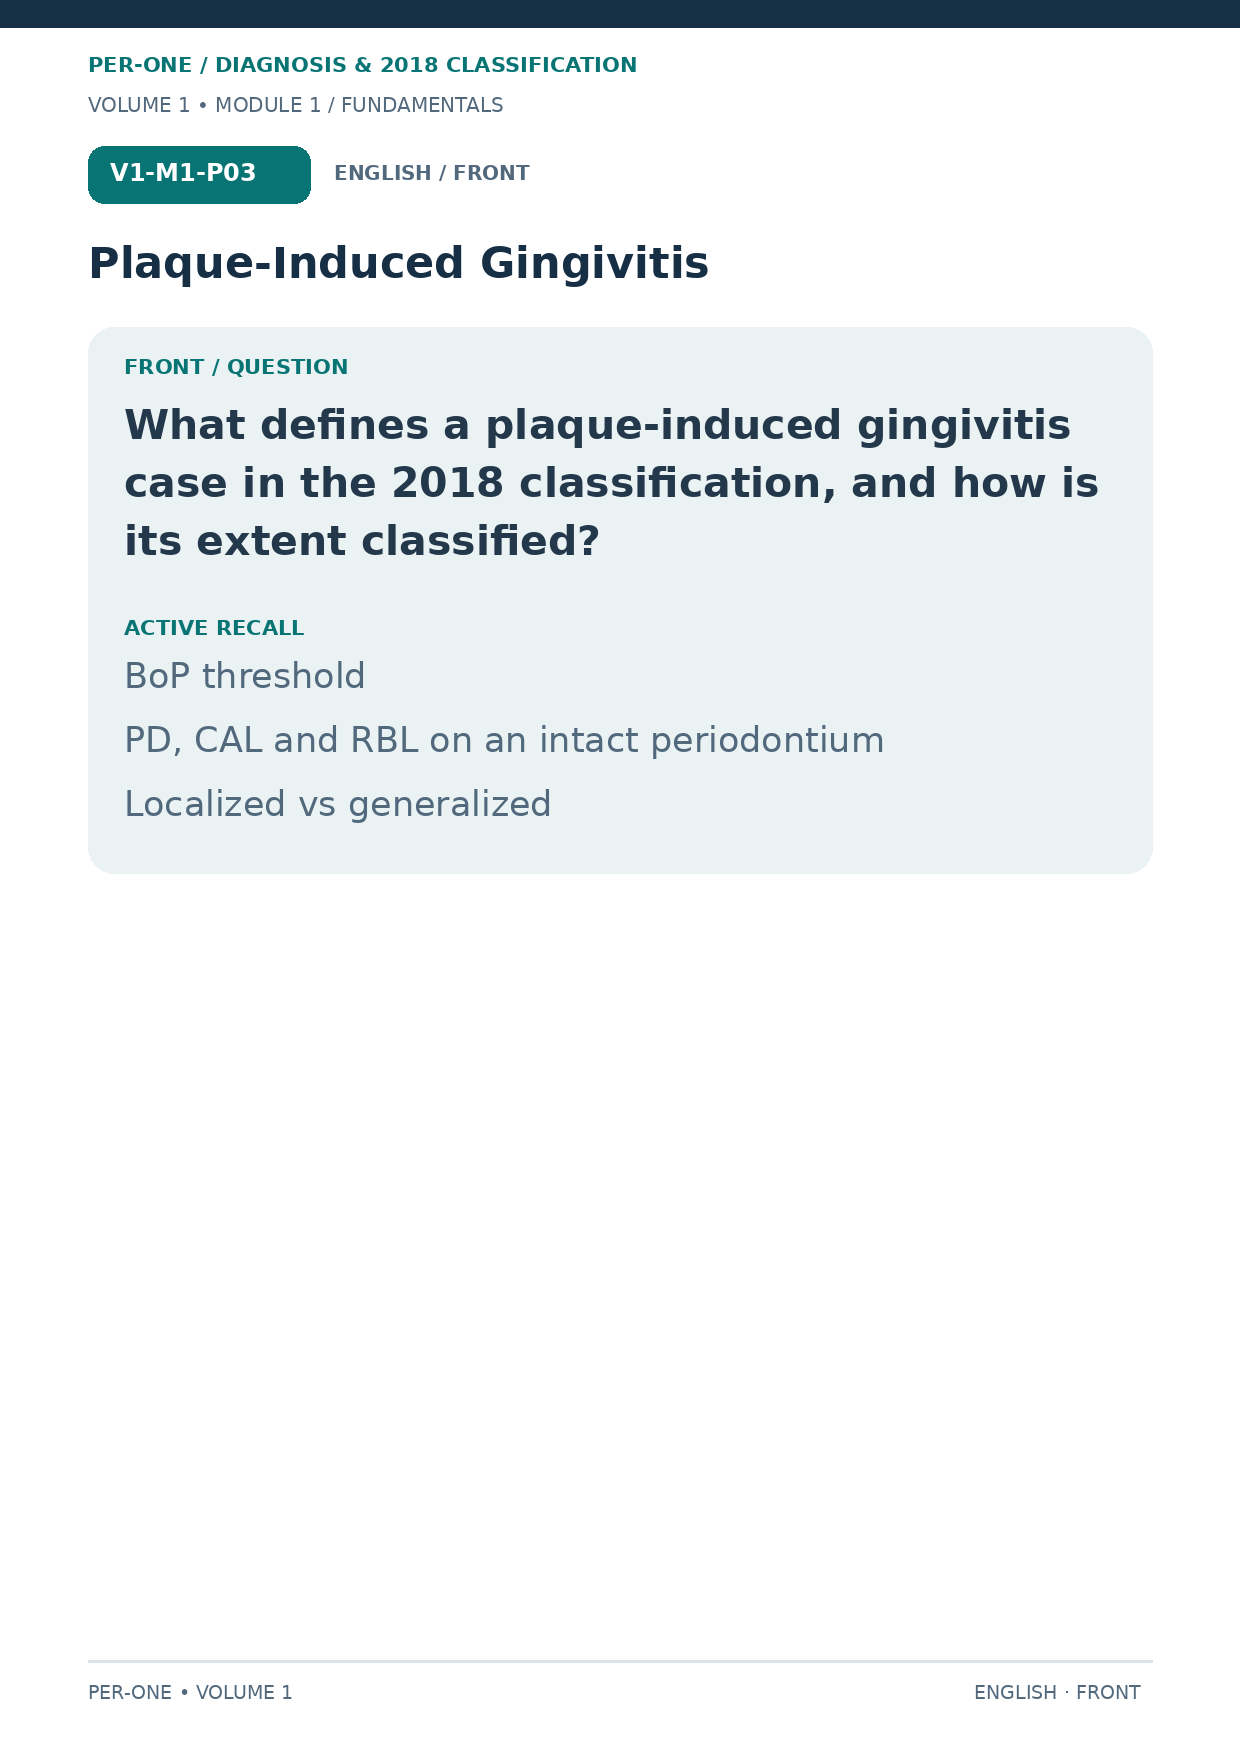 PER-ONE / DIAGNOSIS & 2018 CLASSIFICATION
VOLUME 1 • MODULE 1 / FUNDAMENTALS
V1-M1-P03
ENGLISH / FRONT
Plaque-Induced Gingivitis
FRONT / QUESTION
What defines a plaque-induced gingivitis
case in the 2018 classification, and how is
its extent classified?
ACTIVE RECALL
BoP threshold
PD, CAL and RBL on an intact periodontium
Localized vs generalized
PER-ONE • VOLUME 1
ENGLISH · FRONT